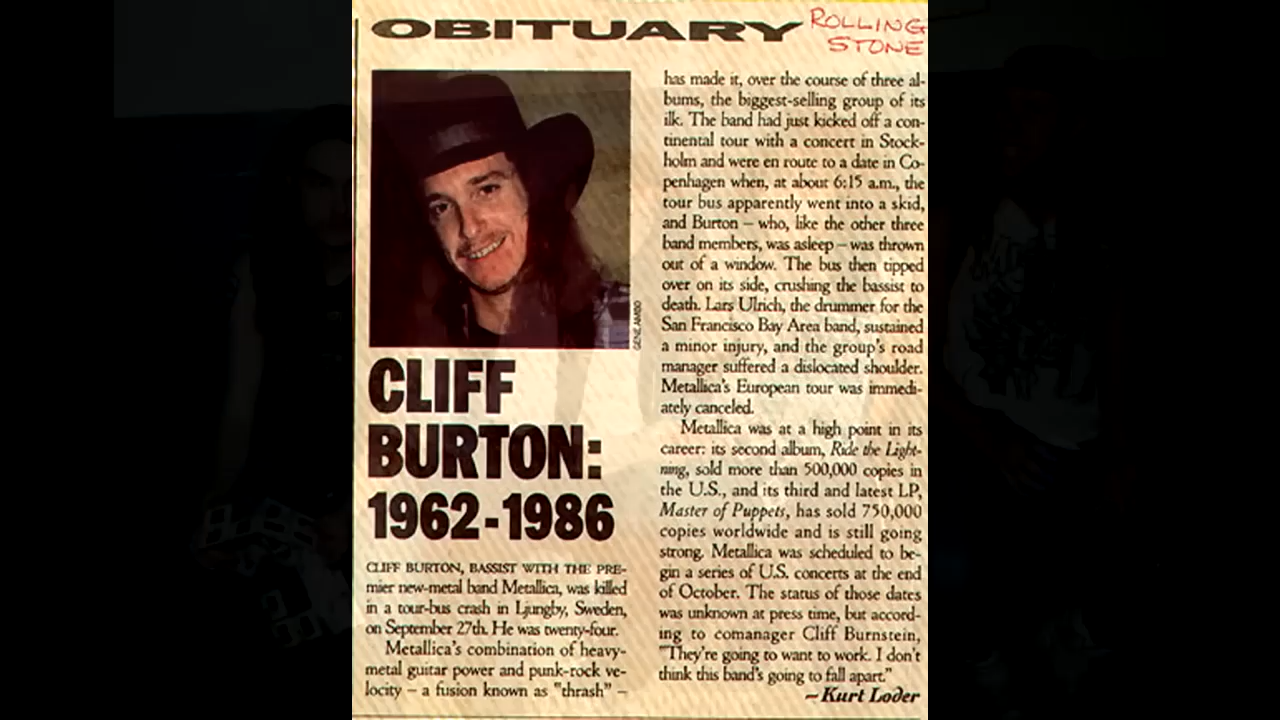 OBITUARY
ROLLING
STONE
GENE AMBO
CLIFF
BURTON:
1962-1986
CLIFF BURTON, BASSIST WITH THE PRE-
mier new-metal band Metallica, was killed
in a tour-bus crash in Ljungby, Sweden,
on September 27th. He was twenty-four.
Metallica's combination of heavy-
metal guitar power and punk-rock ve-
locity – a fusion known as "thrash" –
has made it, over the course of three al-
bums, the biggest-selling group of its
ilk. The band had just kicked off a con-
tinental tour with a concert in Stock-
holm and were en route to a date in Co-
penhagen when, at about 6:15 a.m., the
tour bus apparently went into a skid,
and Burton – who, like the other three
band members, was asleep – was thrown
out of a window. The bus then tipped
over on its side, crushing the bassist to
death. Lars Ulrich, the drummer for the
San Francisco Bay Area band, sustained
a minor injury, and the group's road
manager suffered a dislocated shoulder.
Metallica's European tour was immedi-
ately canceled.
Metallica was at a high point in its
career: its second album, Ride the Light-
ning, sold more than 500,000 copies in
the U.S., and its third and latest LP,
Master of Puppets, has sold 750,000
copies worldwide and is still going
strong. Metallica was scheduled to be-
gin a series of U.S. concerts at the end
of October. The status of those dates
was unknown at press time, but accord-
ing to comanager Cliff Burnstein,
"They're going to want to work. I don't
think this band's going to fall apart."
–Kurt Loder